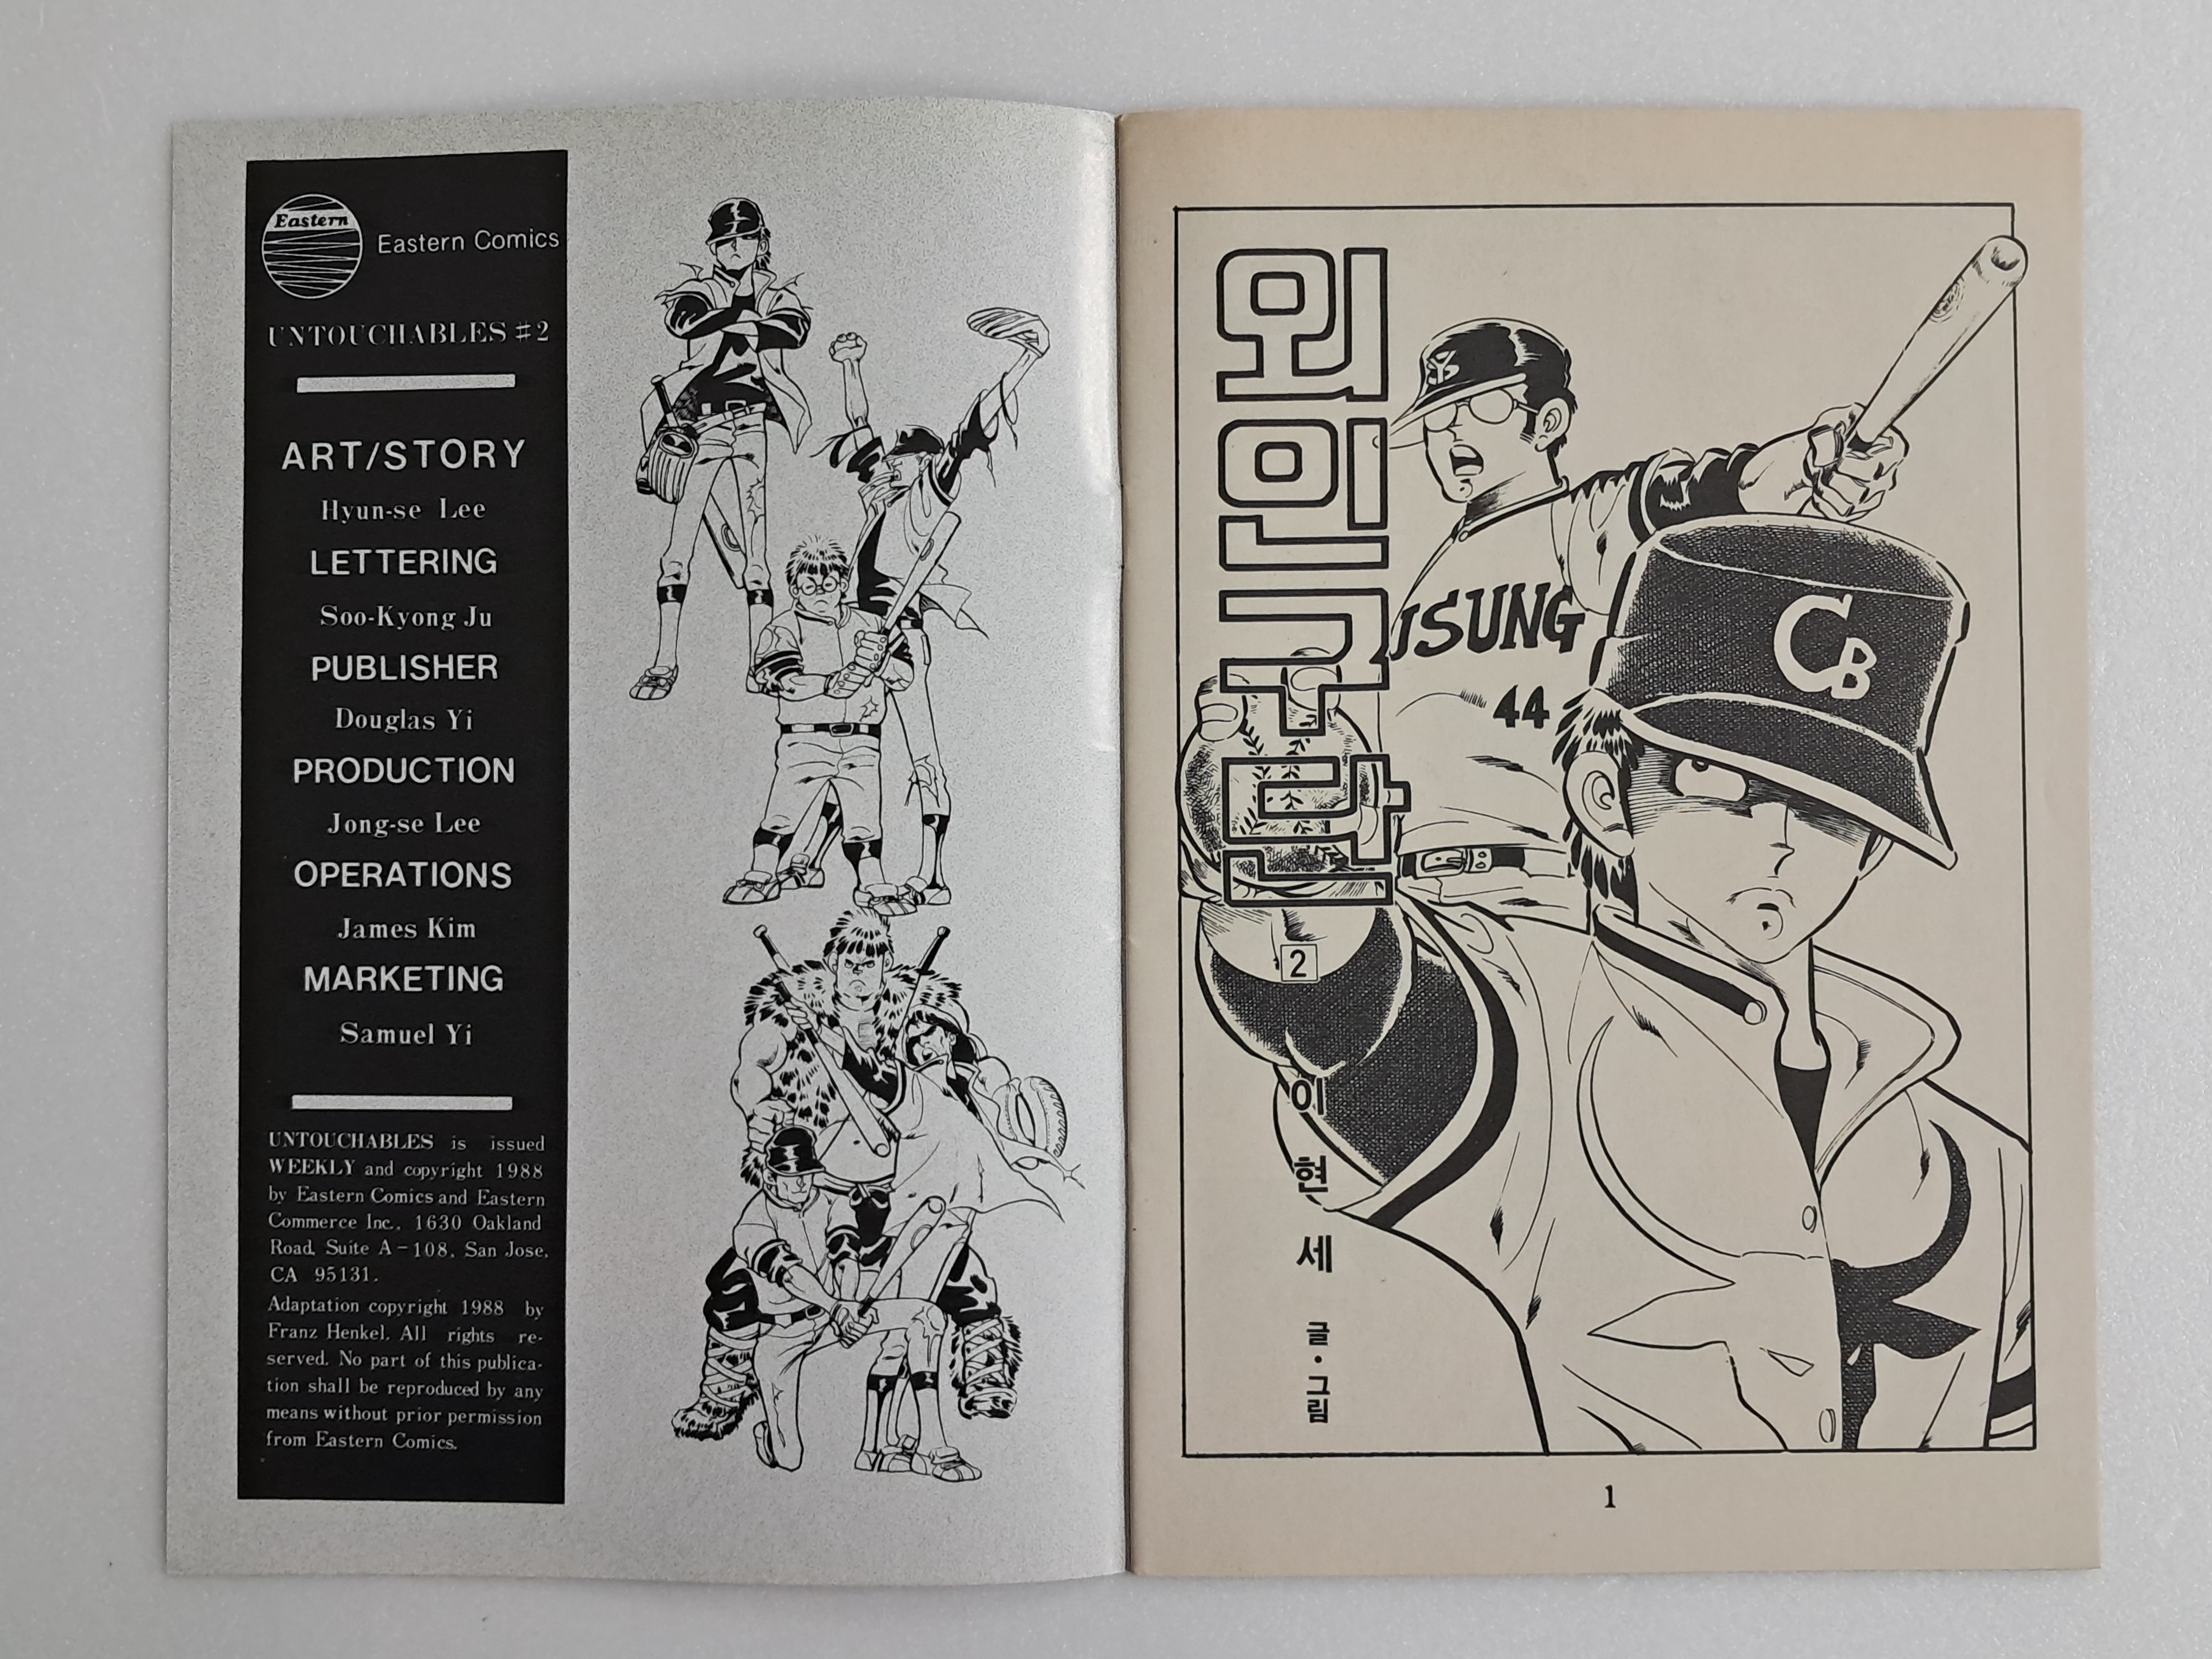 Eastern
Eastern Comics
UNTOUCHABLES #2
ART/STORY
Hyun-se Lee
LETTERING
Soo-Kyong Ju
PUBLISHER
Douglas Yi
PRODUCTION
Jong-se Lee
OPERATIONS
James Kim
MARKETING
Samuel Yi
UNTOUCHABLES is issued
WEEKLY and copyright 1988
by Eastern Comics and Eastern
Commerce Inc., 1630 Oakland
Road, Suite A-108, San Jose,
CA 95131.
Adaptation copyright 1988 by
Franz Henkel. All rights re-
served. No part of this publica-
tion shall be reproduced by any
means without prior permission
from Eastern Comics.
외인구단
2
이현세
글·그림
ISUNG
44
CB
1